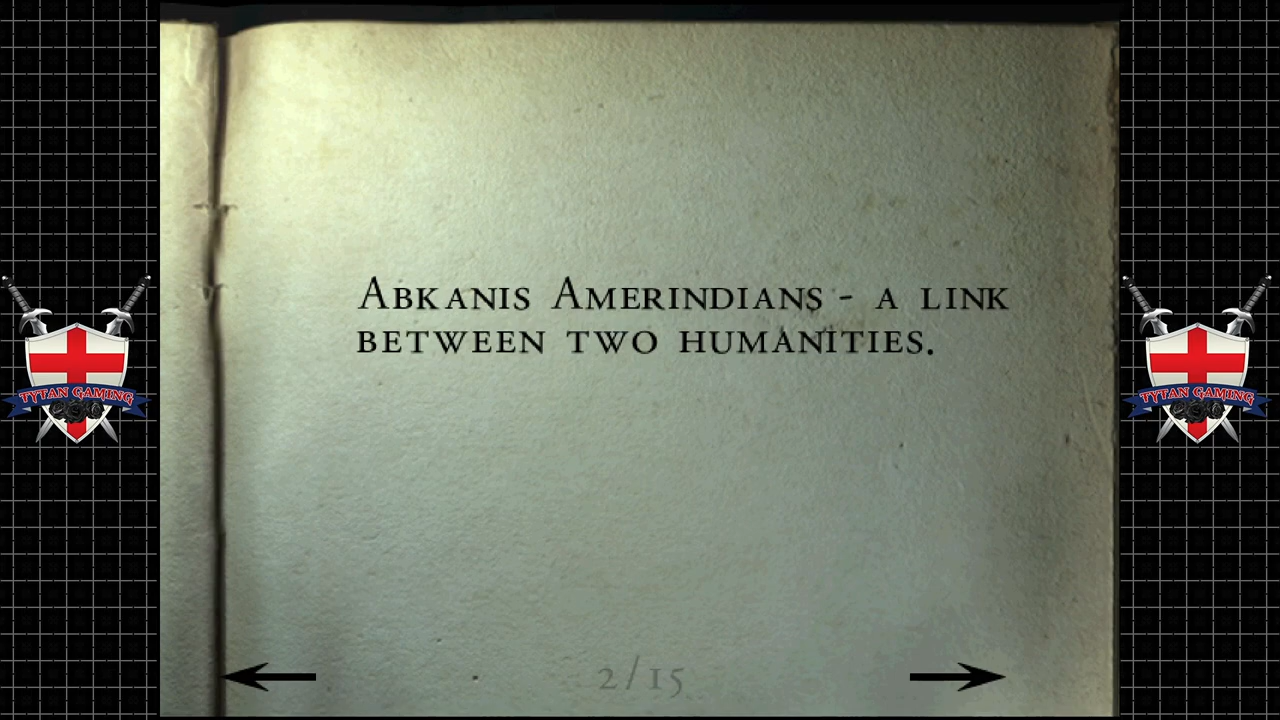 Abkanis Amerindians - a link
between two humanities.
TYTAN GAMING
TYTAN GAMING
2/15